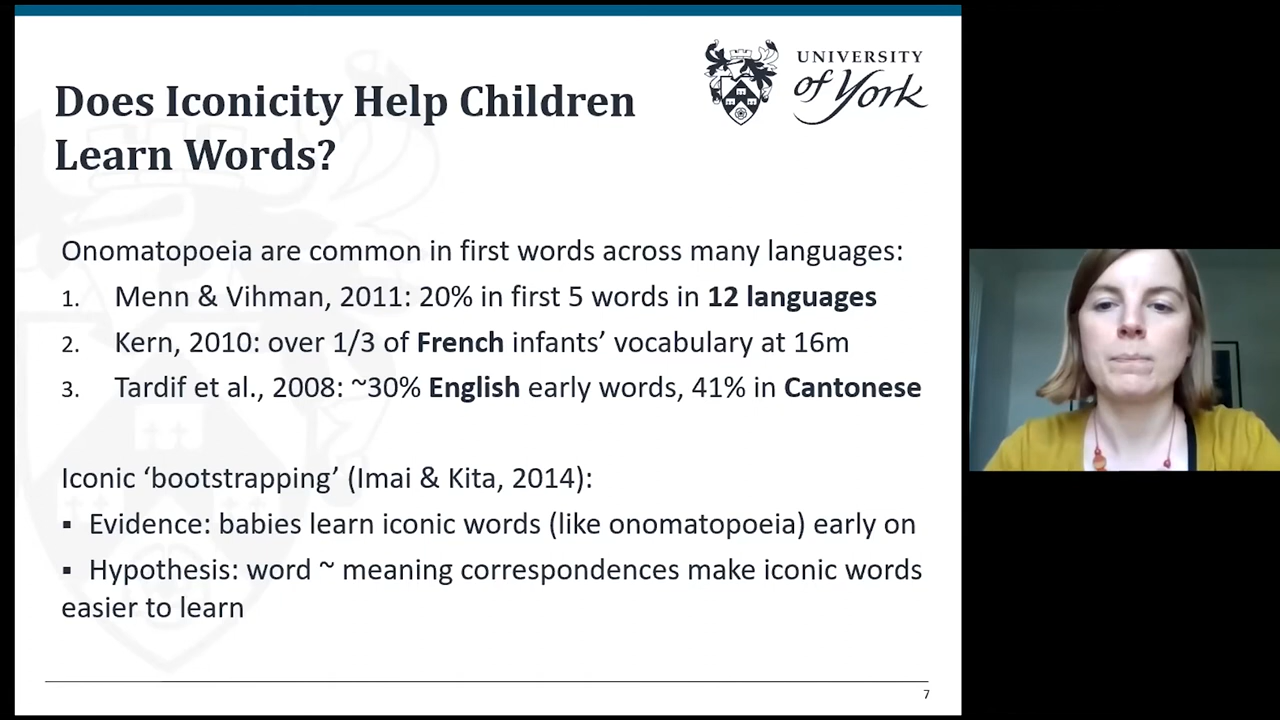 UNIVERSITY
of York
Does Iconicity Help Children
Learn Words?
Onomatopoeia are common in first words across many languages:
1. Menn & Vihman, 2011: 20% in first 5 words in 12 languages
2. Kern, 2010: over 1/3 of French infants’ vocabulary at 16m
3. Tardif et al., 2008: ~30% English early words, 41% in Cantonese
Iconic ‘bootstrapping’ (Imai & Kita, 2014):
▪ Evidence: babies learn iconic words (like onomatopoeia) early on
▪ Hypothesis: word ~ meaning correspondences make iconic words
easier to learn
7